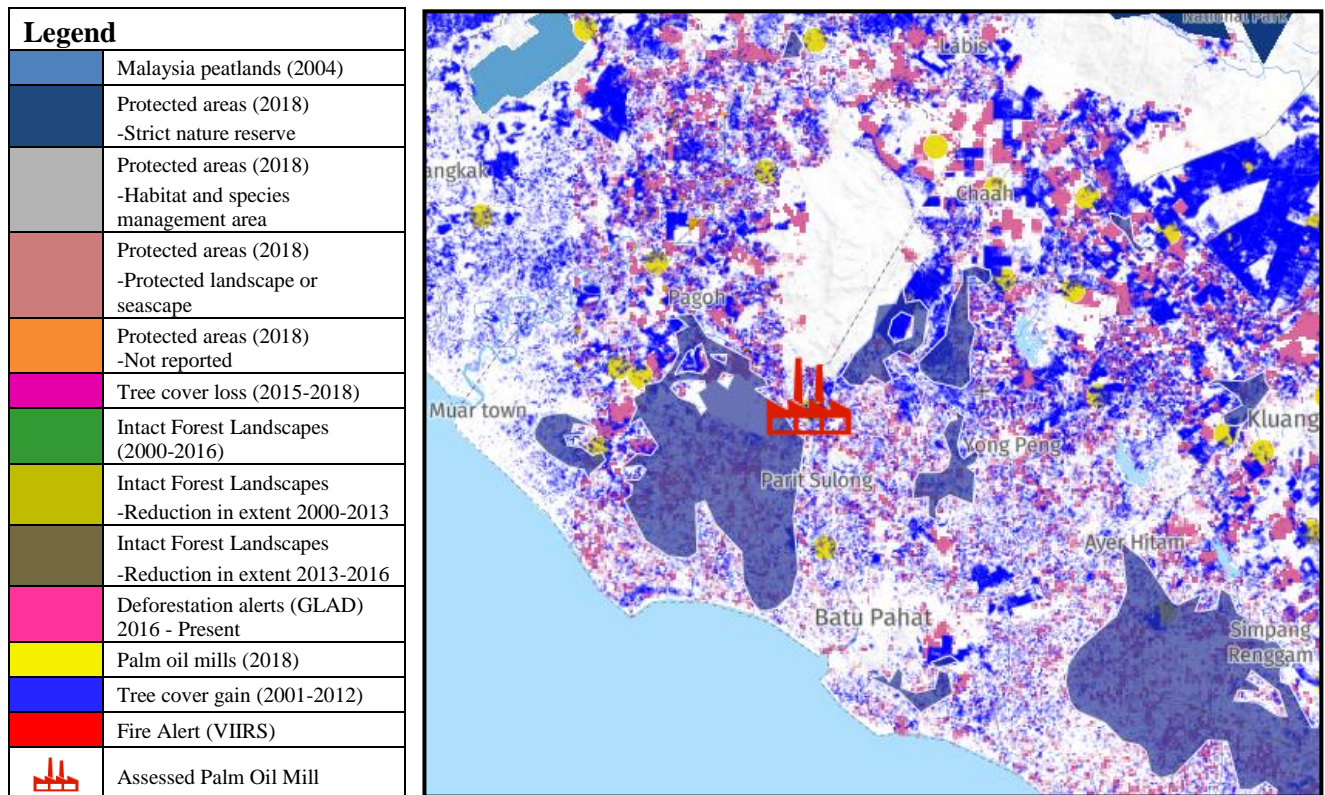 Legend
Malaysia peatlands (2004)
Protected areas (2018)
-Strict nature reserve
Protected areas (2018)
-Habitat and species
management area
Protected areas (2018)
-Protected landscape or
seascape
Protected areas (2018)
-Not reported
Tree cover loss (2015-2018)
Intact Forest Landscapes
(2000-2016)
Intact Forest Landscapes
-Reduction in extent 2000-2013
Intact Forest Landscapes
-Reduction in extent 2013-2016
Deforestation alerts (GLAD)
2016 - Present
Palm oil mills (2018)
Tree cover gain (2001-2012)
Fire Alert (VIIRS)
Assessed Palm Oil Mill
National Park
Labis
angkak
Chaah
Pagoh
Muar town
Kluang
Yong Peng
Parit Sulong
Ayer Hitam
Batu Pahat
Simpang
Renggam